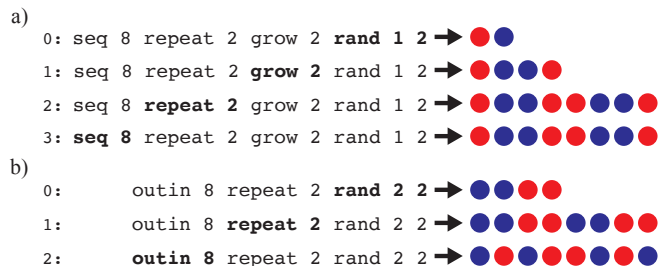 a)
0: seq 8 repeat 2 grow 2 rand 1 2
1: seq 8 repeat 2 grow 2 rand 1 2
2: seq 8 repeat 2 grow 2 rand 1 2
3: seq 8 repeat 2 grow 2 rand 1 2
b)
0: outin 8 repeat 2 rand 2 2
1: outin 8 repeat 2 rand 2 2
2: outin 8 repeat 2 rand 2 2